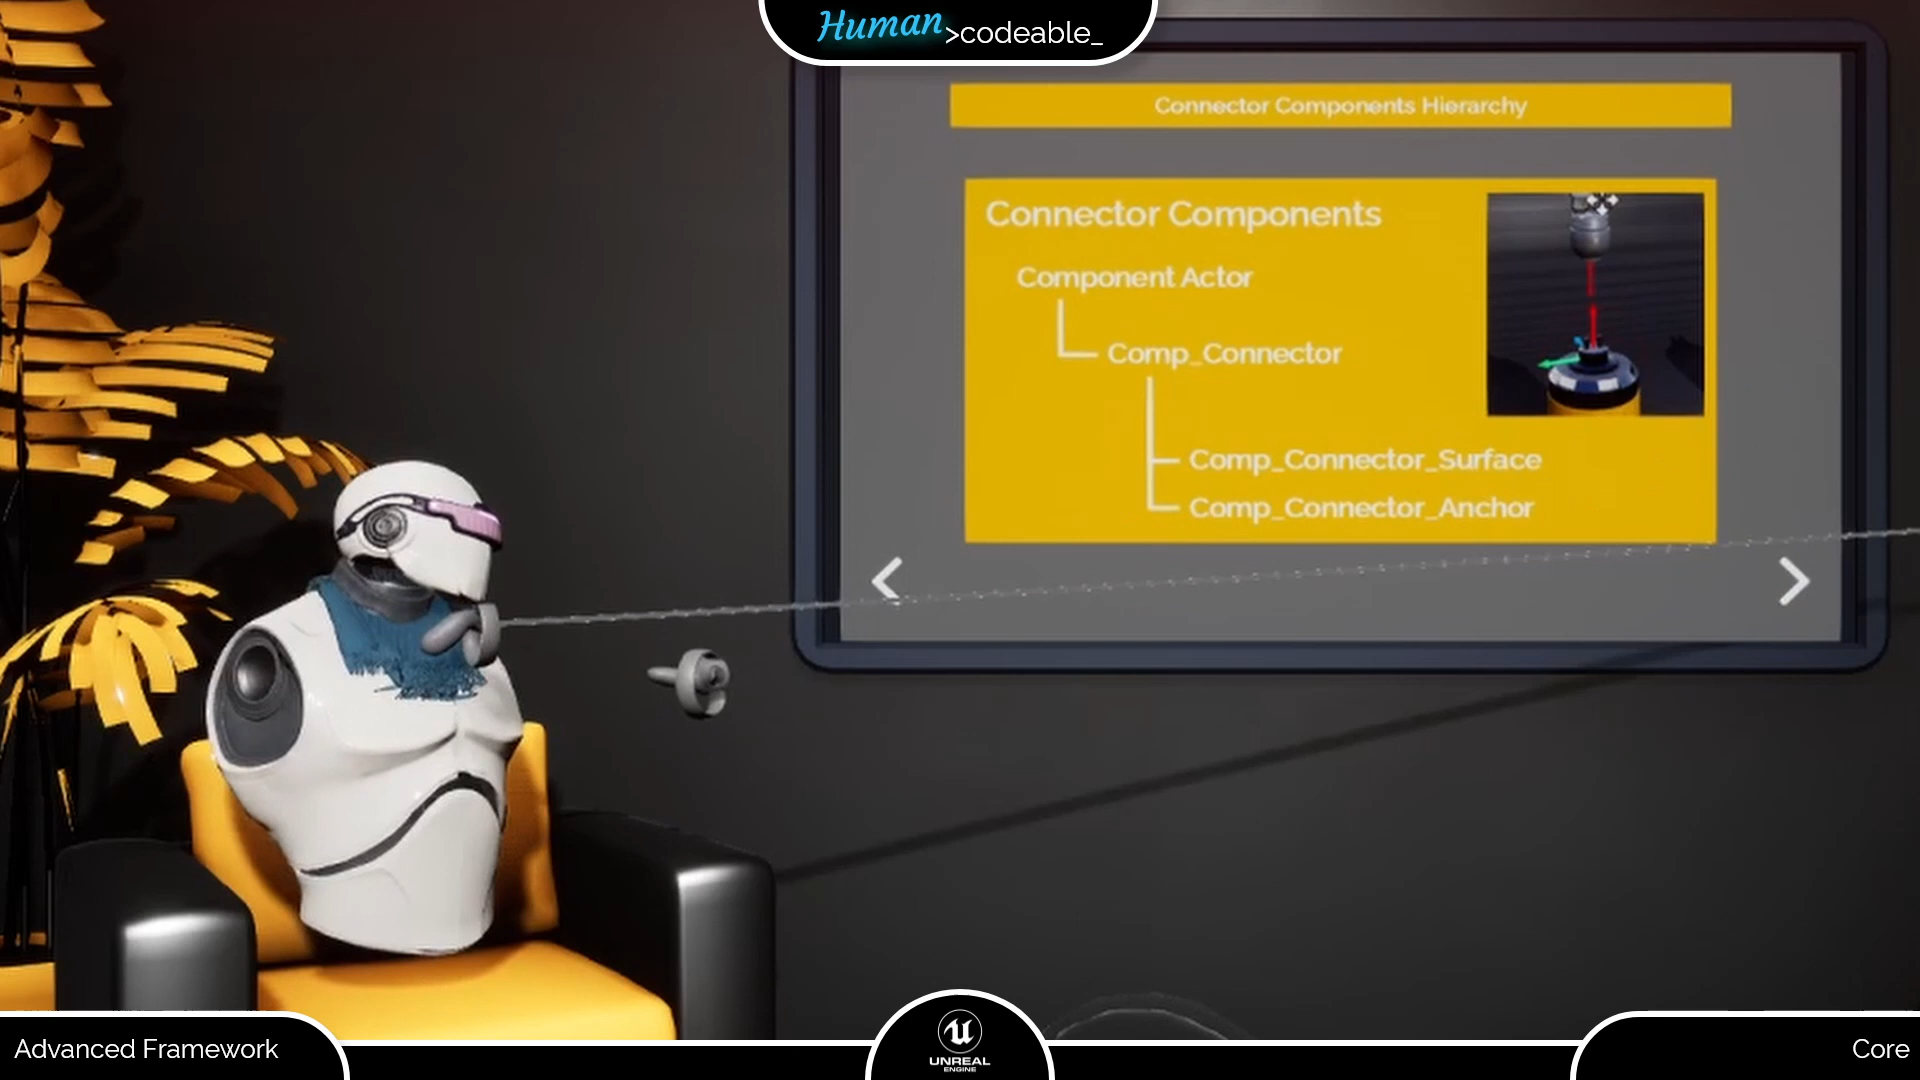 Human >codeable_
Connector Components Hierarchy
Connector Components
Component Actor
Comp_Connector
Comp_Connector_Surface
Comp_Connector_Anchor
Advanced Framework
UNREAL
ENGINE
Core